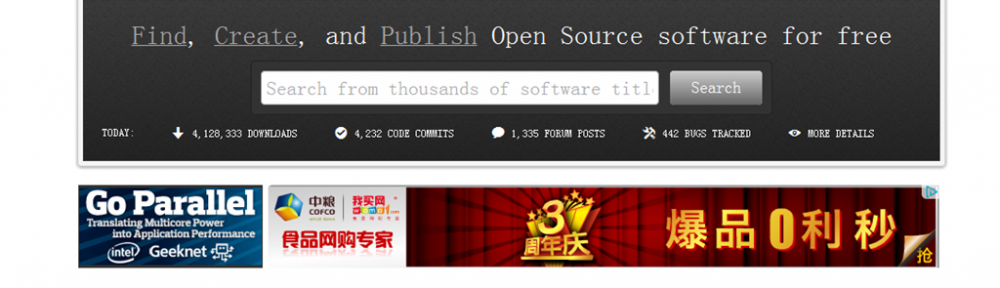 Find, Create, and Publish Open Source software for free
Search from thousands of software titl
Search
TODAY:
4,128,333 DOWNLOADS
4,232 CODE COMMITS
1,335 FORUM POSTS
442 BUGS TRACKED
MORE DETAILS
Go Parallel
Translating Multicore Power
into Application Performance
intel Geeknet
中粮
COFCO
我买网
womai.com
食品网购专家
3
周年庆
爆品0利秒
抢